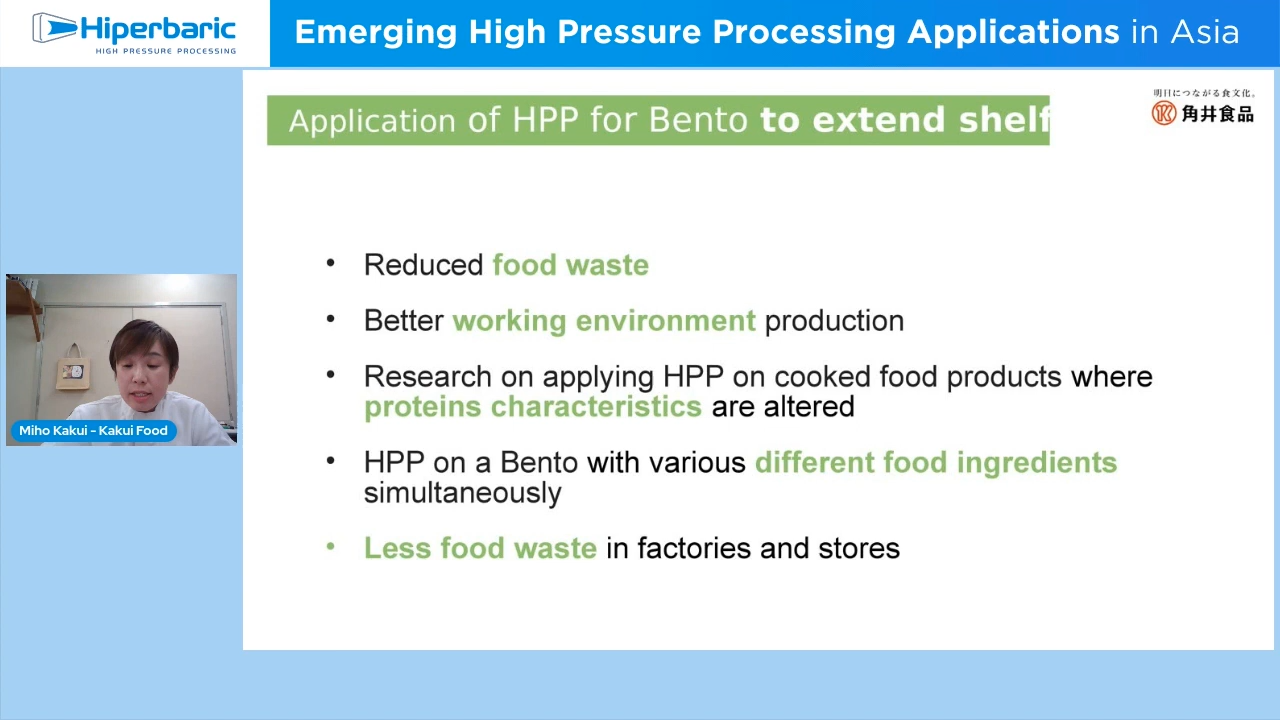 Hiperbaric
HIGH PRESSURE PROCESSING
Emerging High Pressure Processing Applications in Asia
Application of HPP for Bento to extend shelf
明日につながる食文化。
角井食品
• Reduced food waste
• Better working environment production
• Research on applying HPP on cooked food products where
proteins characteristics are altered
• HPP on a Bento with various different food ingredients
simultaneously
• Less food waste in factories and stores
Miho Kakui - Kakui Food